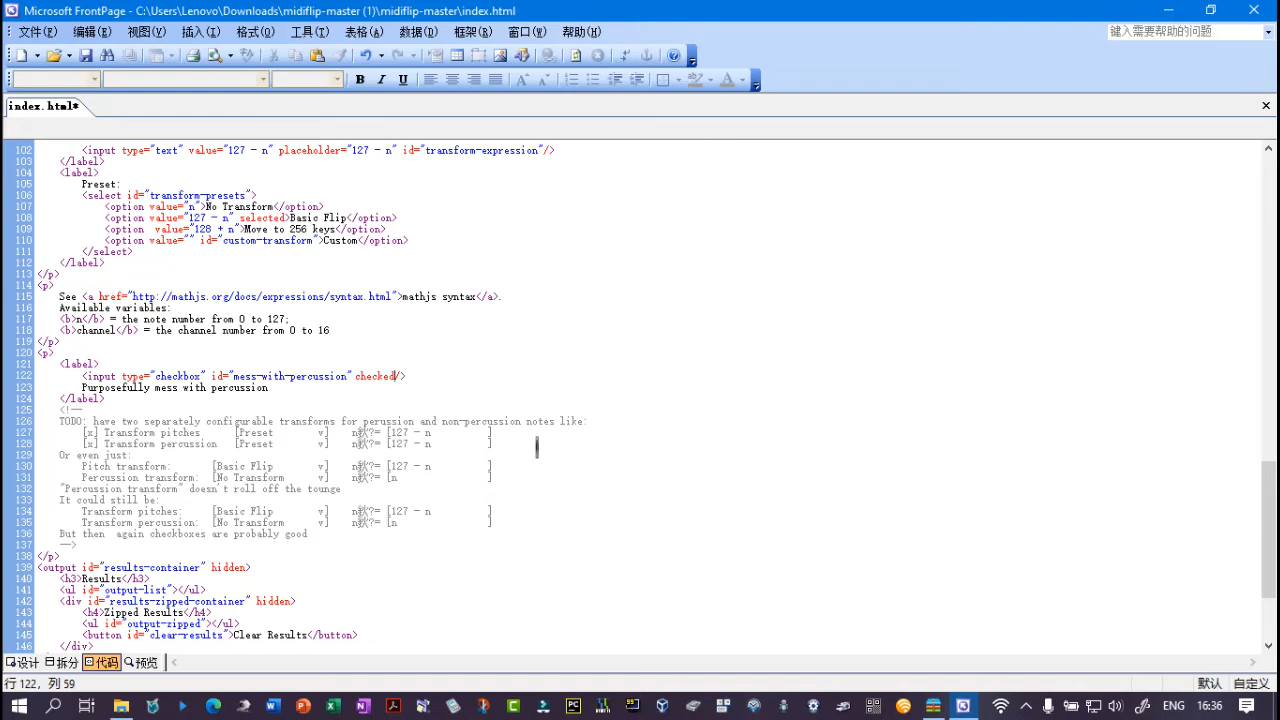 Microsoft FrontPage - C:\Users\Lenovo\Downloads\midiflip-master (1)\midiflip-master\index.html
文件(F) 编辑(E) 视图(V) 插入(I) 格式(O) 工具(T) 表格(A) 数据(D) 框架(R) 窗口(W) 帮助(H)
键入需要帮助的问题
index.html*
102 <input type="text" value="127 - n" placeholder="127 - n" id="transform-expression"/>
103 </label>
104 <label>
105 Preset:
106 <select id="transform-presets">
107 <option value="n">No Transform</option>
108 <option value="127 - n" selected>Basic Flip</option>
109 <option  value="128 + n">Move to 256 keys</option>
110 <option value="" id="custom-transform">Custom</option>
111 </select>
112 </label>
113 </p>
114 <p>
115 See <a href="http://mathjs.org/docs/expressions/syntax.html">mathjs syntax</a>.
116 Available variables:
117 <b>n</b> = the note number from 0 to 127;
118 <b>channel</b> = the channel number from 0 to 16
119 </p>
120 <p>
121 <label>
122 <input type="checkbox" id="mess-with-percussion" checked/>
123 Purposefully mess with percussion
124 </label>
125 <!--
126 TODO: have two separately configurable transforms for perussion and non-percussion notes like:
127 [x] Transform pitches [Preset v] n欽?= [127 - n ]
128 [x] Transform percussion [Preset v] n欽?= [127 - n ]
129 Or even just:
130 Pitch transform: [Basic Flip v] n欽?= [127 - n ]
131 Percussion transform: [No Transform v] n欽?= [n ]
132 "Percussion transform" doesn't roll off the tounge
133 It could still be:
134 Transform pitches: [Basic Flip v] n欽?= [127 - n ]
135 Transform percussion: [No Transform v] n欽?= [n ]
136 But then  again checkboxes are probably good
137 -->
138 </p>
139 <output id="results-container" hidden>
140 <h3>Results</h3>
141 <ul id="output-list"></ul>
142 <div id="results-zipped-container" hidden>
143 <h4>Zipped Results</h4>
144 <ul id="output-zipped"></ul>
145 <button id="clear-results">Clear Results</button>
146 </div>
设计 拆分 代码 预览
行 122, 列 59 默认 自定义
16:36